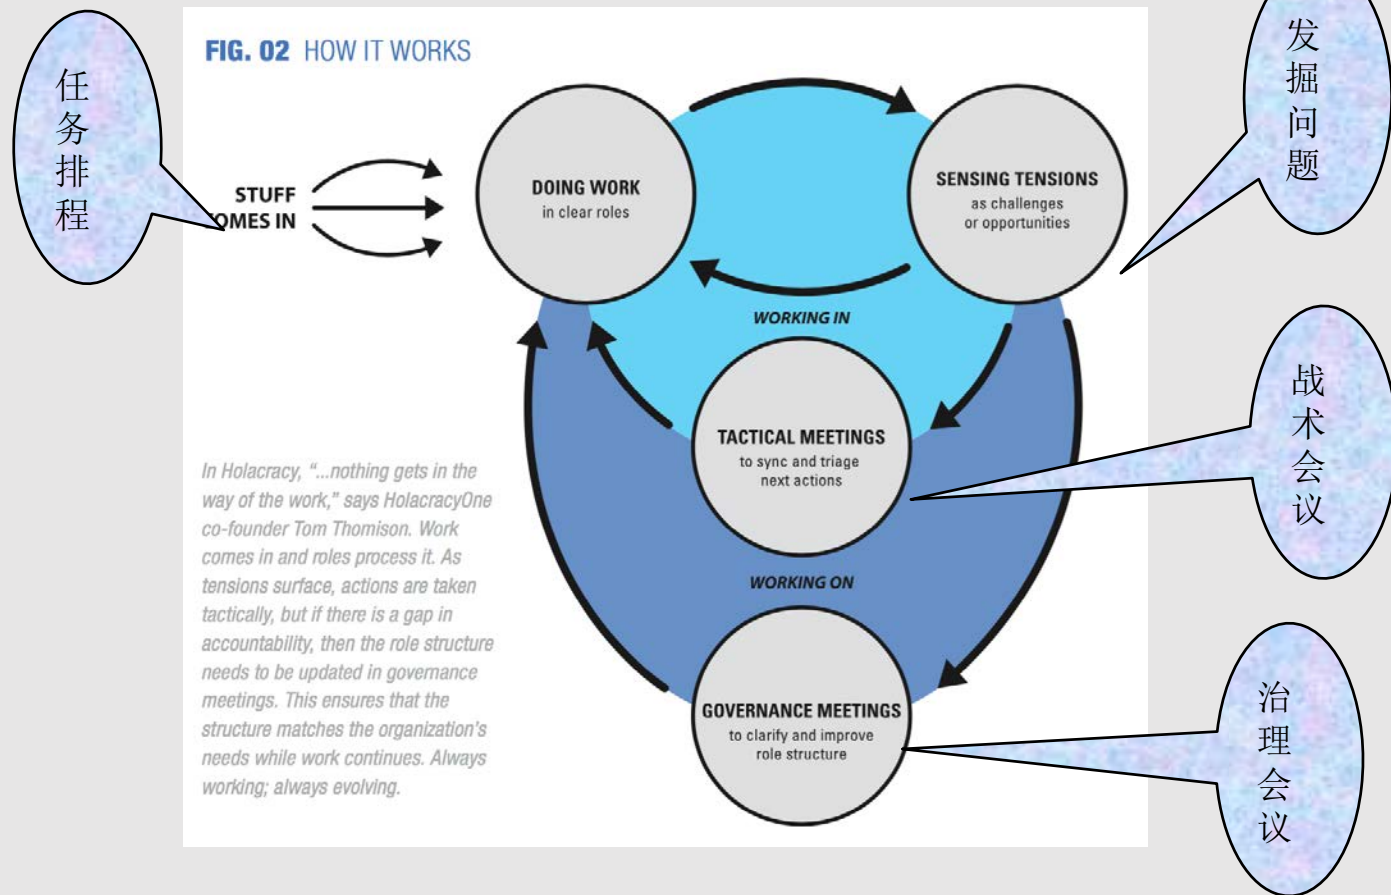 FIG. 02 HOW IT WORKS
任务排程
STUFF
OMES IN
DOING WORK
in clear roles
SENSING TENSIONS
as challenges
or opportunities
发掘问题
WORKING IN
TACTICAL MEETINGS
to sync and triage
next actions
战术会议
WORKING ON
GOVERNANCE MEETINGS
to clarify and improve
role structure
治理会议
In Holacracy, “...nothing gets in the
way of the work,” says HolacracyOne
co-founder Tom Thomison. Work
comes in and roles process it. As
tensions surface, actions are taken
tactically, but if there is a gap in
accountability, then the role structure
needs to be updated in governance
meetings. This ensures that the
structure matches the organization’s
needs while work continues. Always
working; always evolving.